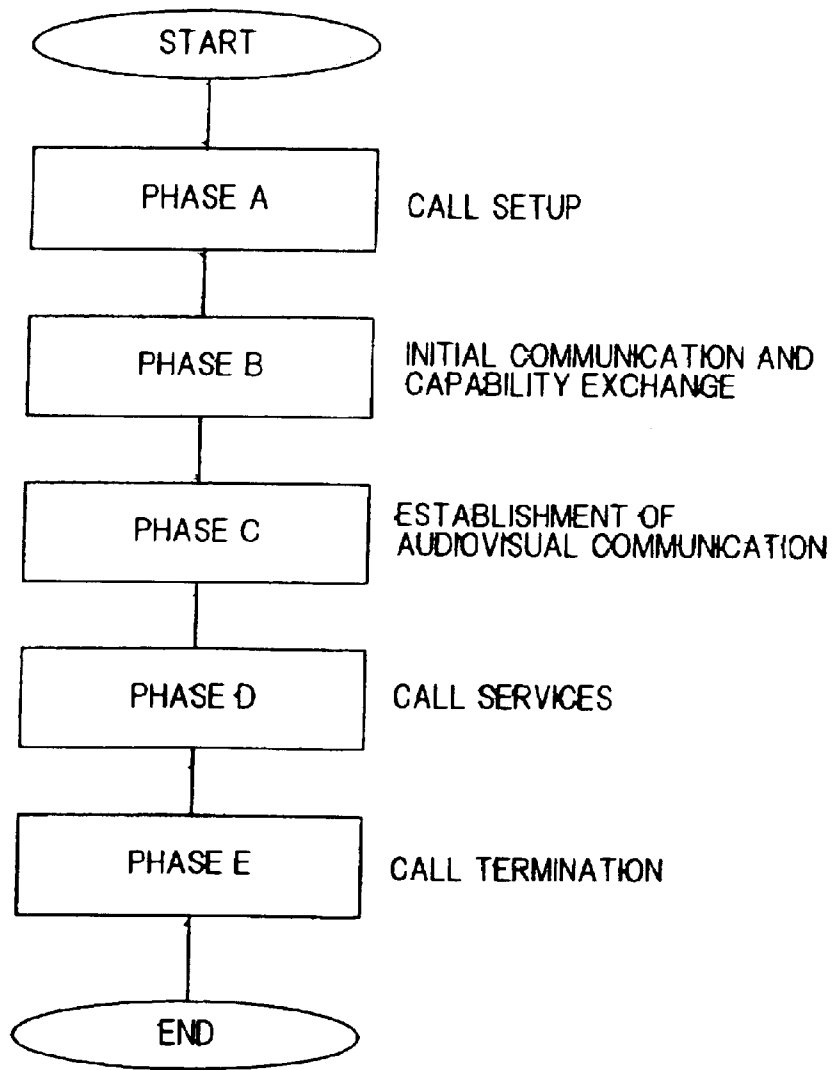 START
PHASE A
CALL SETUP
PHASE B
INITIAL COMMUNICATION AND
CAPABILITY EXCHANGE
PHASE C
ESTABLISHMENT OF
AUDIOVISUAL COMMUNICATION
PHASE D
CALL SERVICES
PHASE E
CALL TERMINATION
END